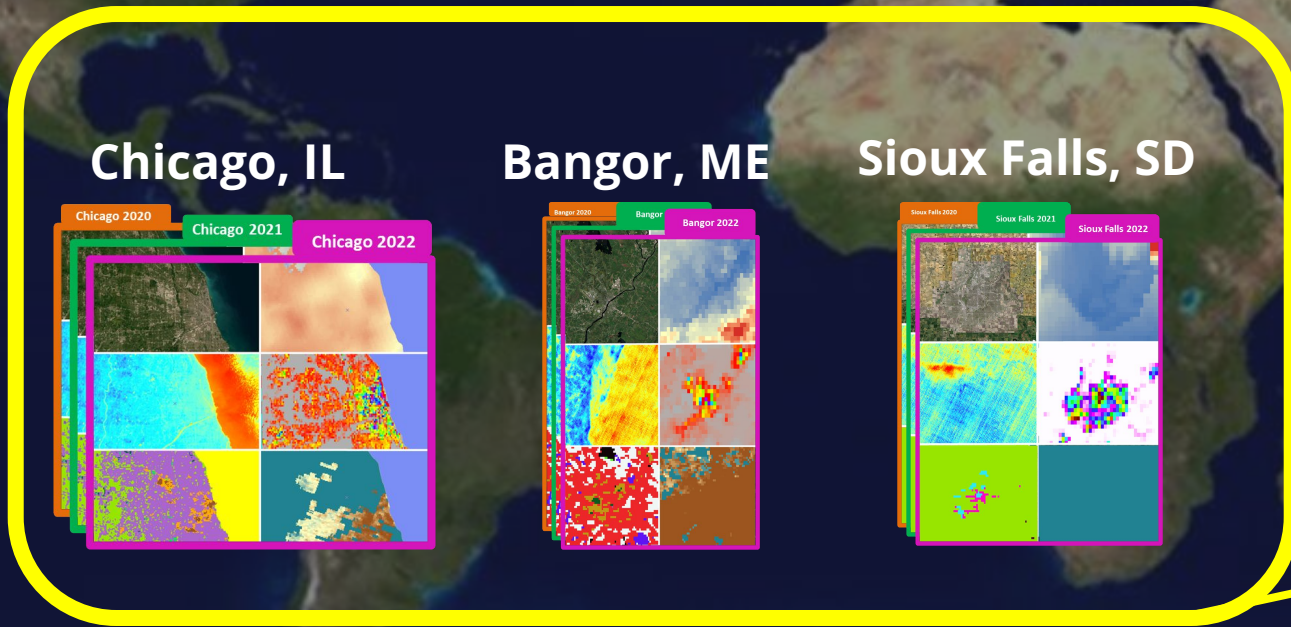 Chicago, IL
Chicago 2020
Chicago 2021
Chicago 2022
Bangor, ME
Bangor 2020
Bangor
Bangor 2022
Sioux Falls, SD
Sioux Falls 2020
Sioux Falls 2021
Sioux Falls 2022